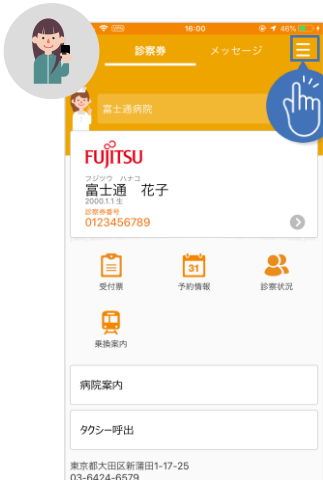 VPN 16:00 46%
診察券 メッセージ
富士通病院
FUJITSU
フジツウ ハナコ
富士通 花子
2000.1.1 生
診察券番号
0123456789
31
受付票 予約情報 診察状況
乗換案内
病院案内
タクシー呼出
東京都大田区新蒲田1-17-25
03-6424-6579